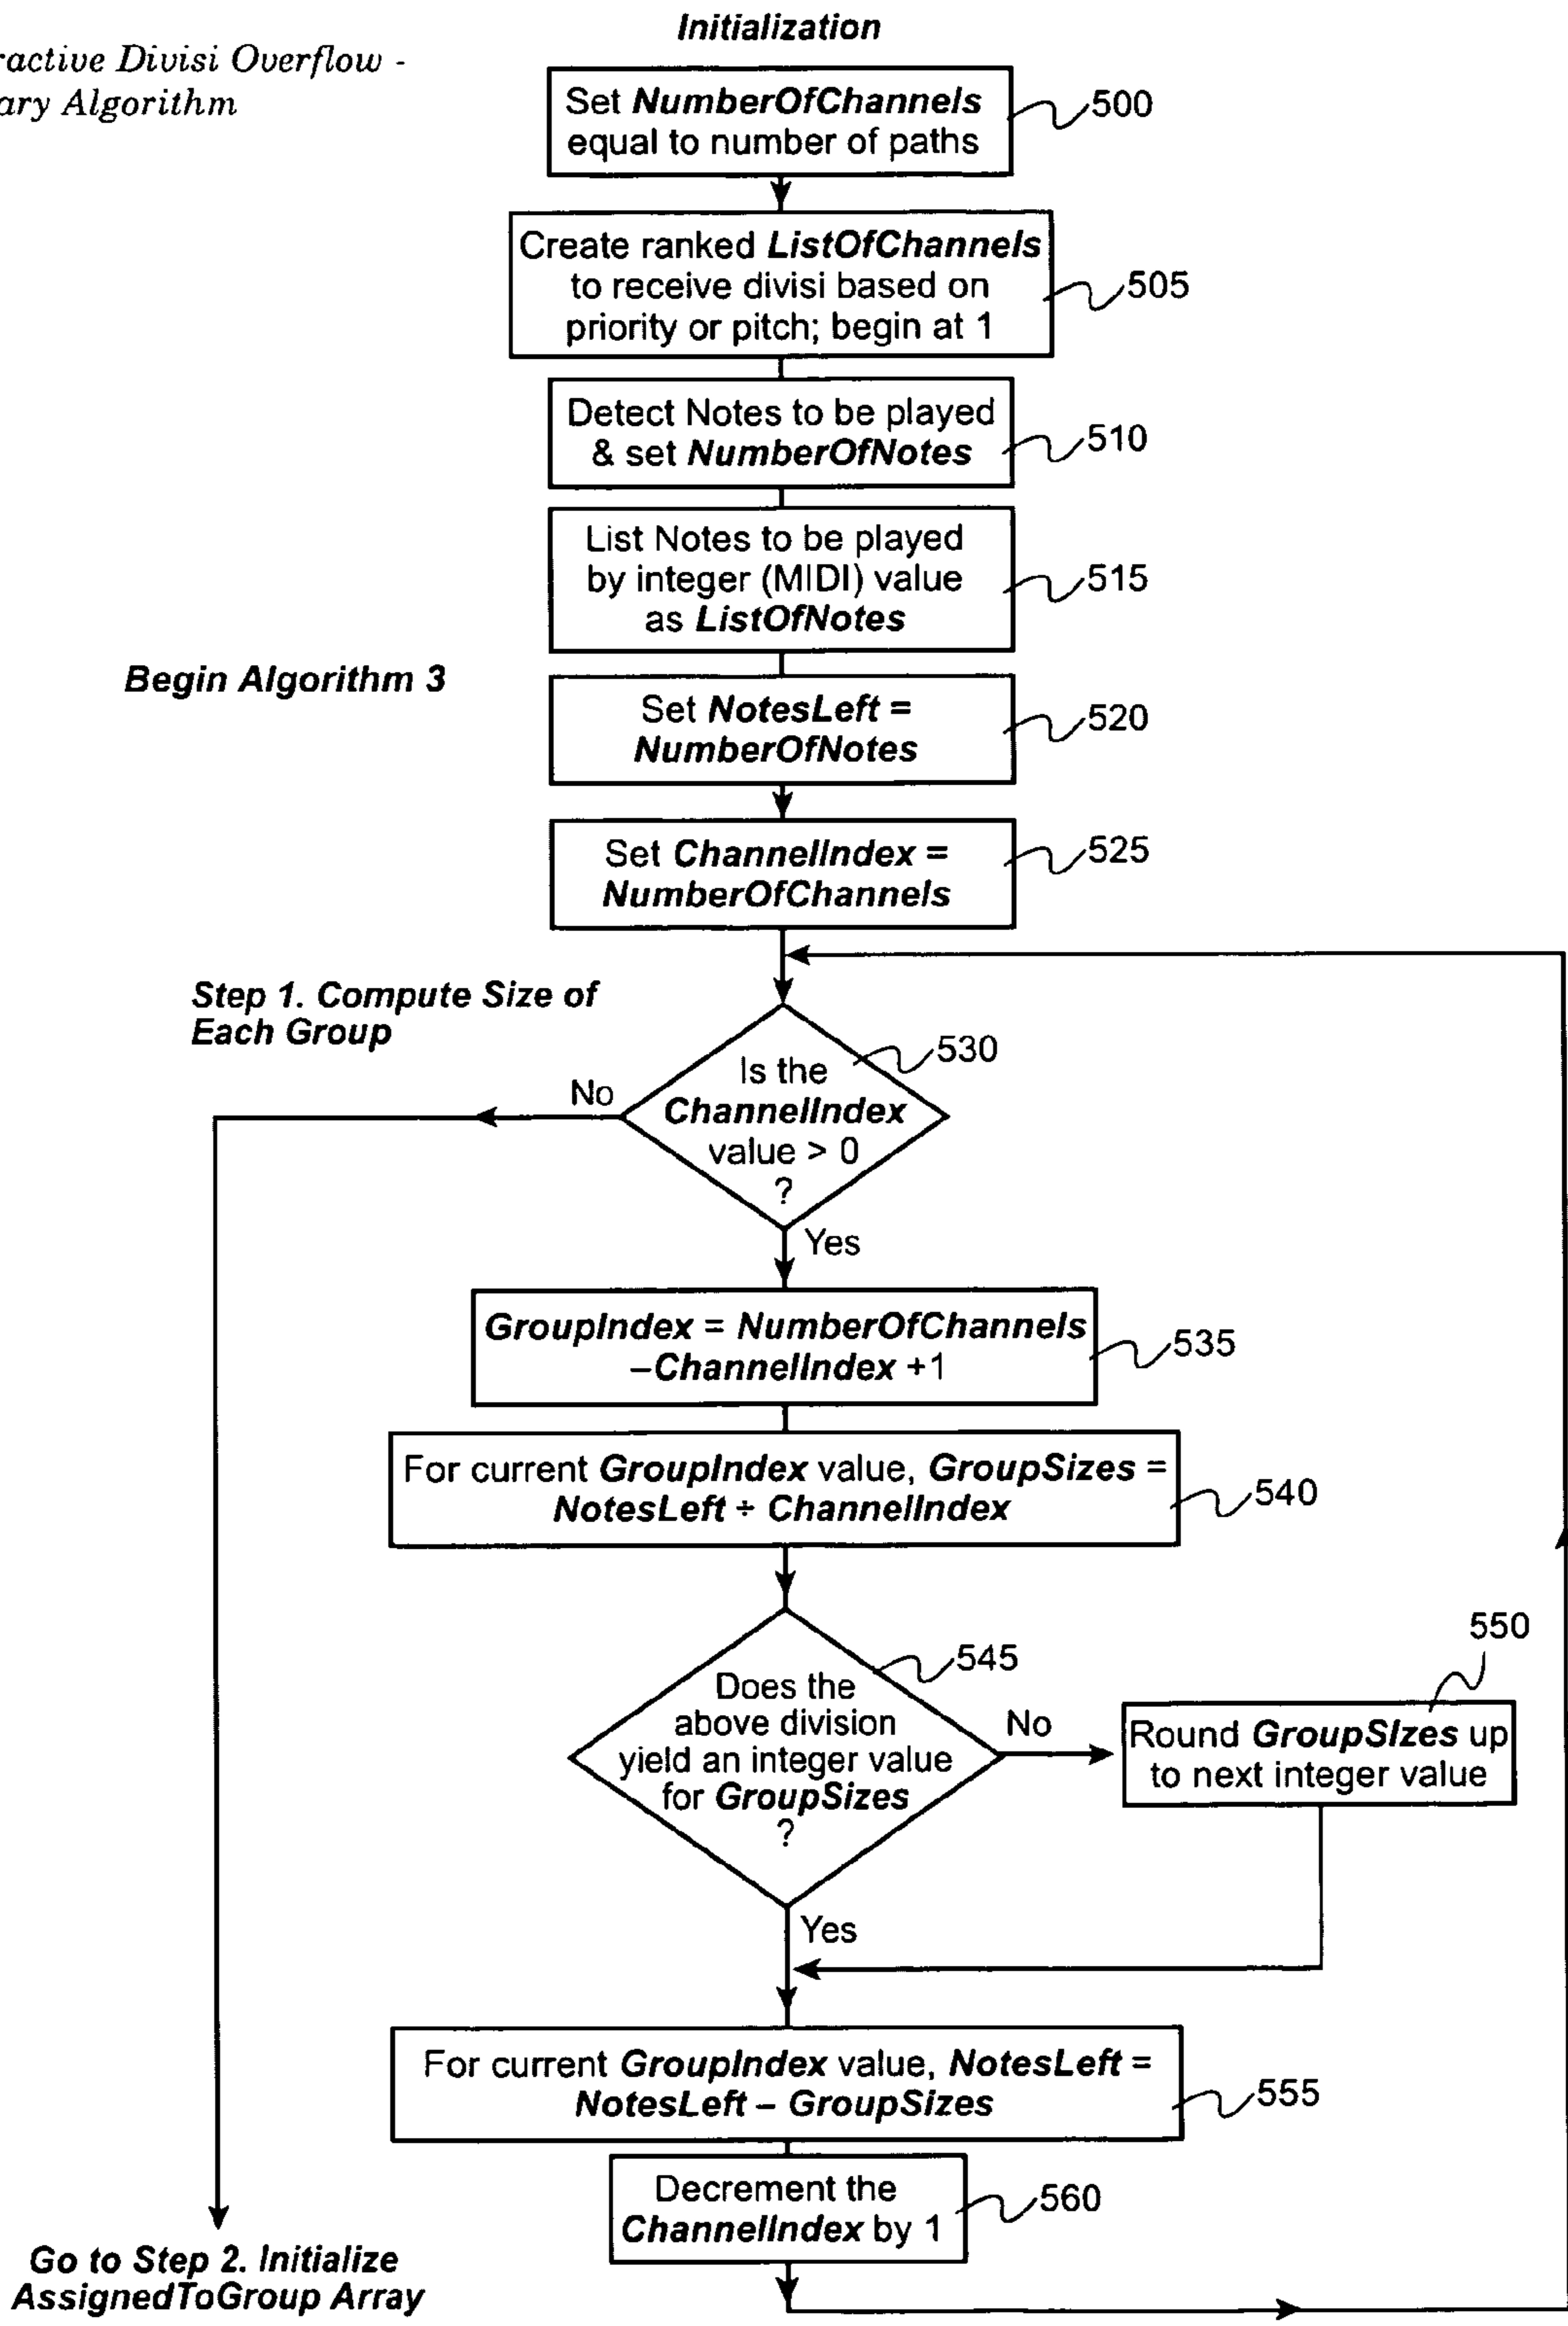 Initialization
Divisi Overflow -
Algorithm
Set NumberOfChannels
equal to number of paths
500
Create ranked ListOfChannels
to receive divisi based on
priority or pitch; begin at 1
505
Detect Notes to be played
& set NumberOfNotes
510
List Notes to be played
by integer (MIDI) value
as ListOfNotes
515
Begin Algorithm 3
Set NotesLeft =
NumberOfNotes
520
Set ChannelIndex =
NumberOfChannels
525
Step 1. Compute Size of
Each Group
530
Is the
ChannelIndex
value > 0
?
No
Yes
GroupIndex = NumberOfChannels
–ChannelIndex +1
535
For current GroupIndex value, GroupSizes =
NotesLeft ÷ ChannelIndex
540
545
Does the
above division
yield an integer value
for GroupSizes
?
No
550
Round GroupSIzes up
to next integer value
Yes
For current GroupIndex value, NotesLeft =
NotesLeft – GroupSizes
555
Decrement the
ChannelIndex by 1
560
Go to Step 2. Initialize
AssignedToGroup Array